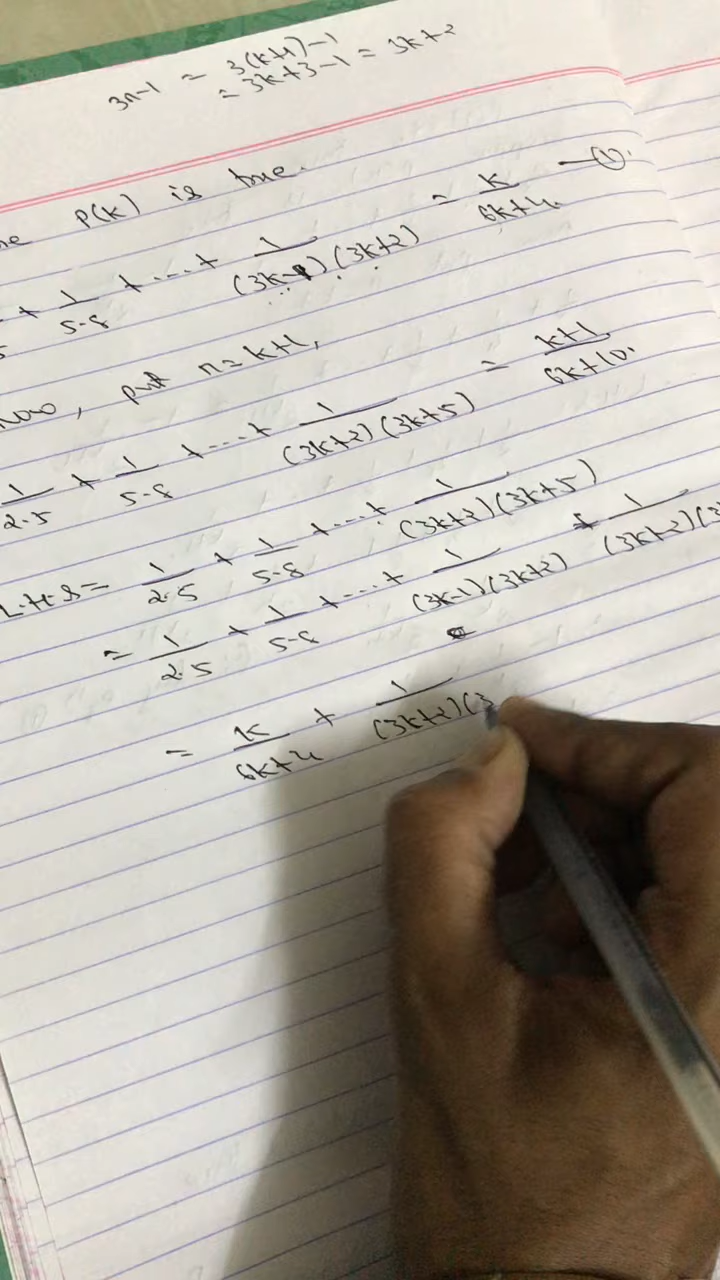 3n-1 = 3(k+1)-1
= 3k+3-1 = 3k+2
P(k) is true.
+ 1/5·8 + ....+ 1/(3k-1)(3k+2) = k/6k+4 —①.
now, put n=k+1,
1/2·5 + 1/5·8 + ....+ 1/(3k+2)(3k+5) = k+1/6k+10.
L.H.S = 1/2·5 + 1/5·8 + ....+ 1/(3k+2)(3k+5)
= 1/2·5 + 1/5·8 + ...+ 1/(3k-1)(3k+2) + 1/(3k+2)(3
= k/6k+4 + 1/(3k+2)(3